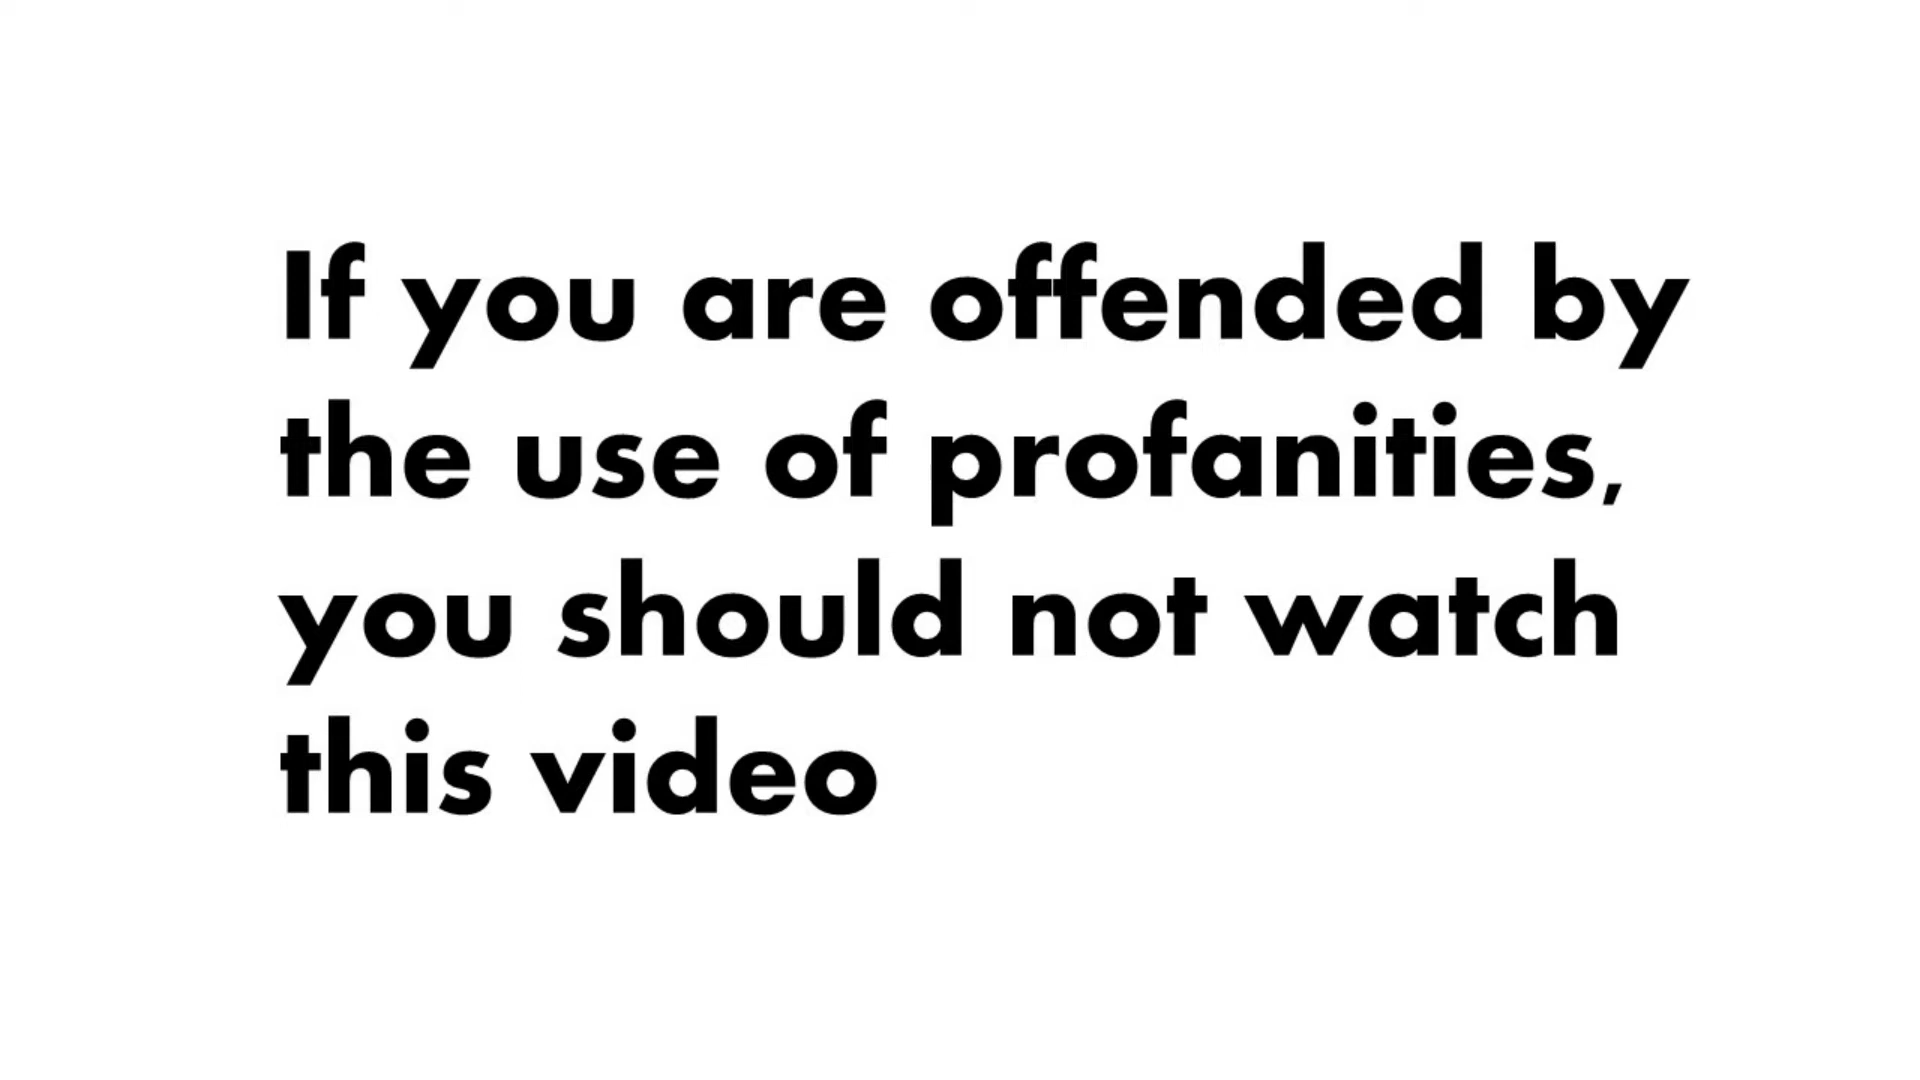 If you are offended by
the use of profanities,
you should not watch
this video